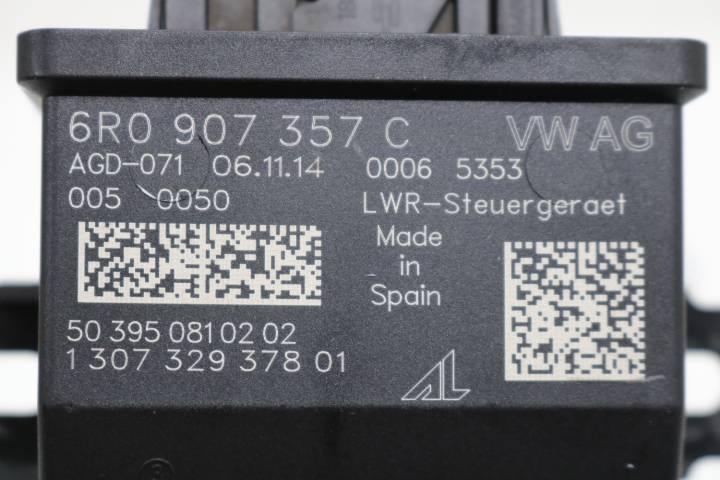 6R0 907 357 C VW AG
AGD-071 06.11.14 0006 5353
005 0050 LWR-Steuergeraet
Made
in
Spain
50 395 081 02 02
1 307 329 378 01
AL